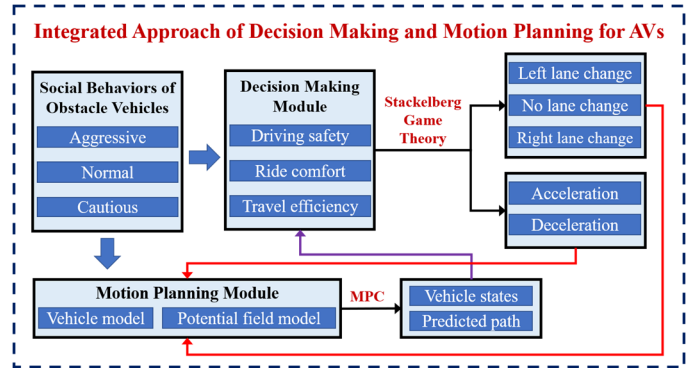 Integrated Approach of Decision Making and Motion Planning for AVs
Social Behaviors of
Obstacle Vehicles
Aggressive
Normal
Cautious
Decision Making
Module
Driving safety
Ride comfort
Travel efficiency
Stackelberg
Game
Theory
Left lane change
No lane change
Right lane change
Acceleration
Deceleration
Motion Planning Module
Vehicle model
Potential field model
MPC
Vehicle states
Predicted path